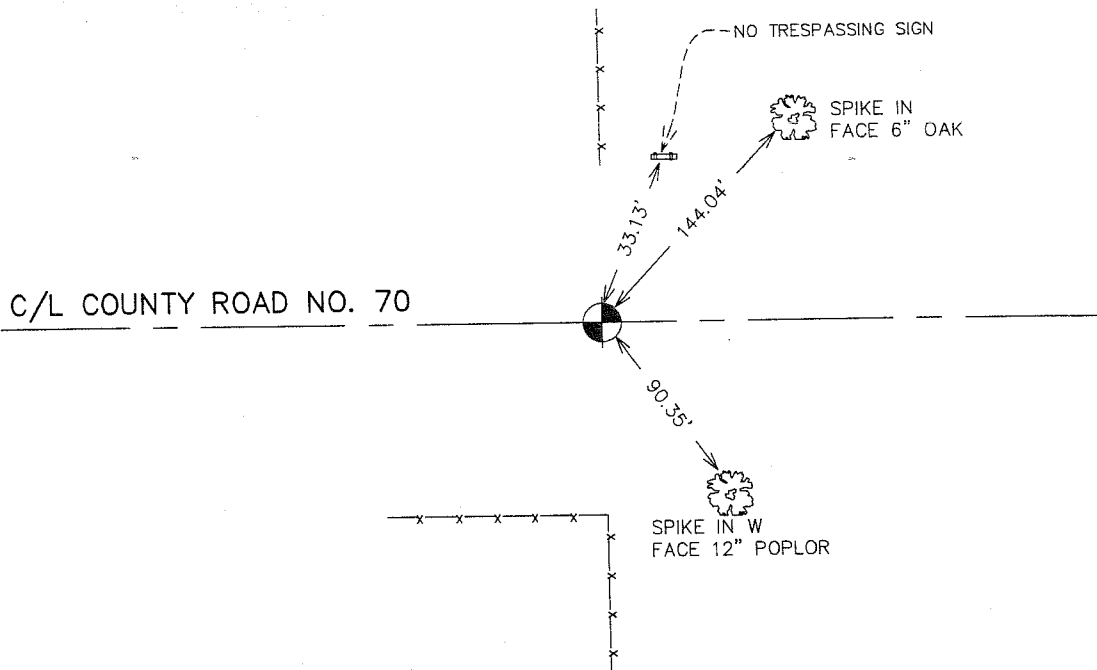 NO TRESPASSING SIGN
SPIKE IN
FACE 6" OAK
33.13'
144.04'
C/L COUNTY ROAD NO. 70
90.35'
SPIKE IN W
FACE 12" POPLOR